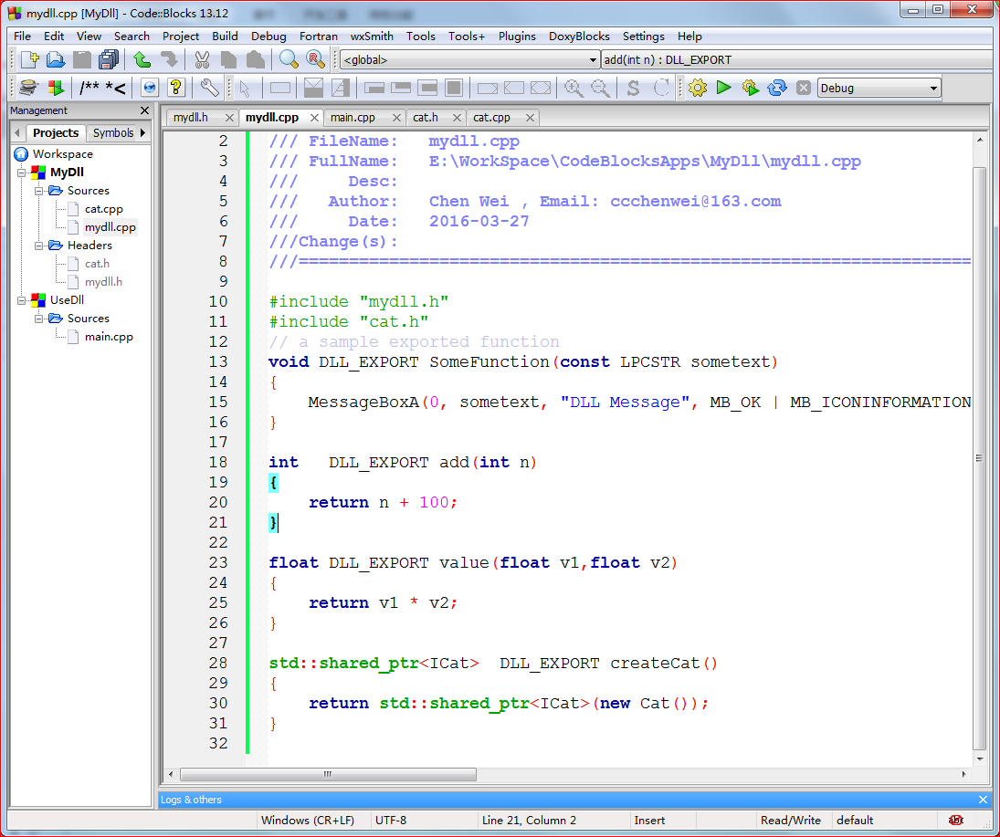 mydll.cpp [MyDll] - Code::Blocks 13.12
File Edit View Search Project Build Debug Fortran wxSmith Tools Tools+ Plugins DoxyBlocks Settings Help
<global> add(int n) : DLL_EXPORT
/** *< S Debug
Management
Projects Symbols
Workspace
MyDll
Sources
cat.cpp
mydll.cpp
Headers
cat.h
mydll.h
UseDll
Sources
main.cpp
mydll.h mydll.cpp main.cpp cat.h cat.cpp
2 /// FileName: mydll.cpp
3 /// FullName: E:\WorkSpace\CodeBlocksApps\MyDll\mydll.cpp
4 /// Desc:
5 /// Author: Chen Wei , Email: ccchenwei@163.com
6 /// Date: 2016-03-27
7 ///Change(s):
8 ///===================================================================
9
10 #include "mydll.h"
11 #include "cat.h"
12 // a sample exported function
13 void DLL_EXPORT SomeFunction(const LPCSTR sometext)
14 {
15 MessageBoxA(0, sometext, "DLL Message", MB_OK | MB_ICONINFORMATION
16 }
17
18 int DLL_EXPORT add(int n)
19 {
20 return n + 100;
21 }
22
23 float DLL_EXPORT value(float v1,float v2)
24 {
25 return v1 * v2;
26 }
27
28 std::shared_ptr<ICat> DLL_EXPORT createCat()
29 {
30 return std::shared_ptr<ICat>(new Cat());
31 }
32
Logs & others
Windows (CR+LF) UTF-8 Line 21, Column 2 Insert Read/Write default